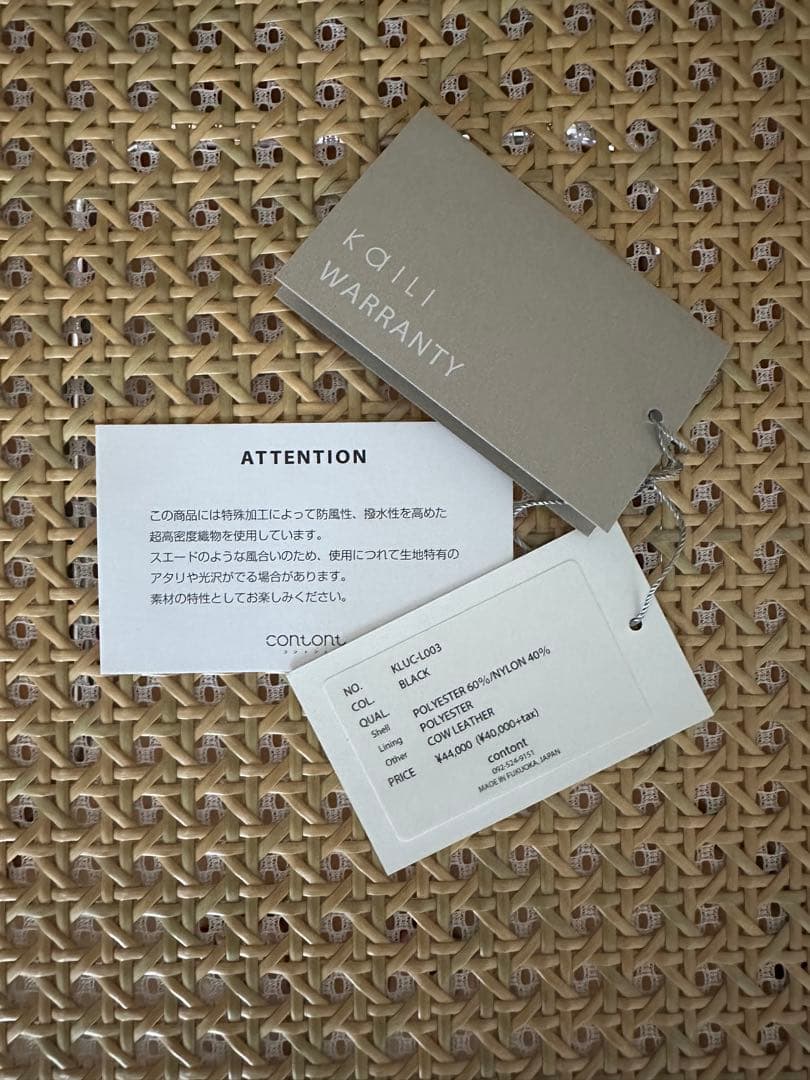 kaILI
WARRANTY
ATTENTION
この商品には特殊加工によって防風性、撥水性を高めた
超高密度織物を使用しています。
スエードのような風合いのため、使用につれて生地特有の
アタリや光沢がでる場合があります。
素材の特性としてお楽しみください。
contont
NO. KLUC-L003
COL. BLACK
QUAL.
Shell POLYESTER 60%/NYLON 40%
Lining POLYESTER
Other COW LEATHER
PRICE ¥44,000 (¥40,000+tax)
contont
092-524-9151
MADE IN FUKUOKA, JAPAN